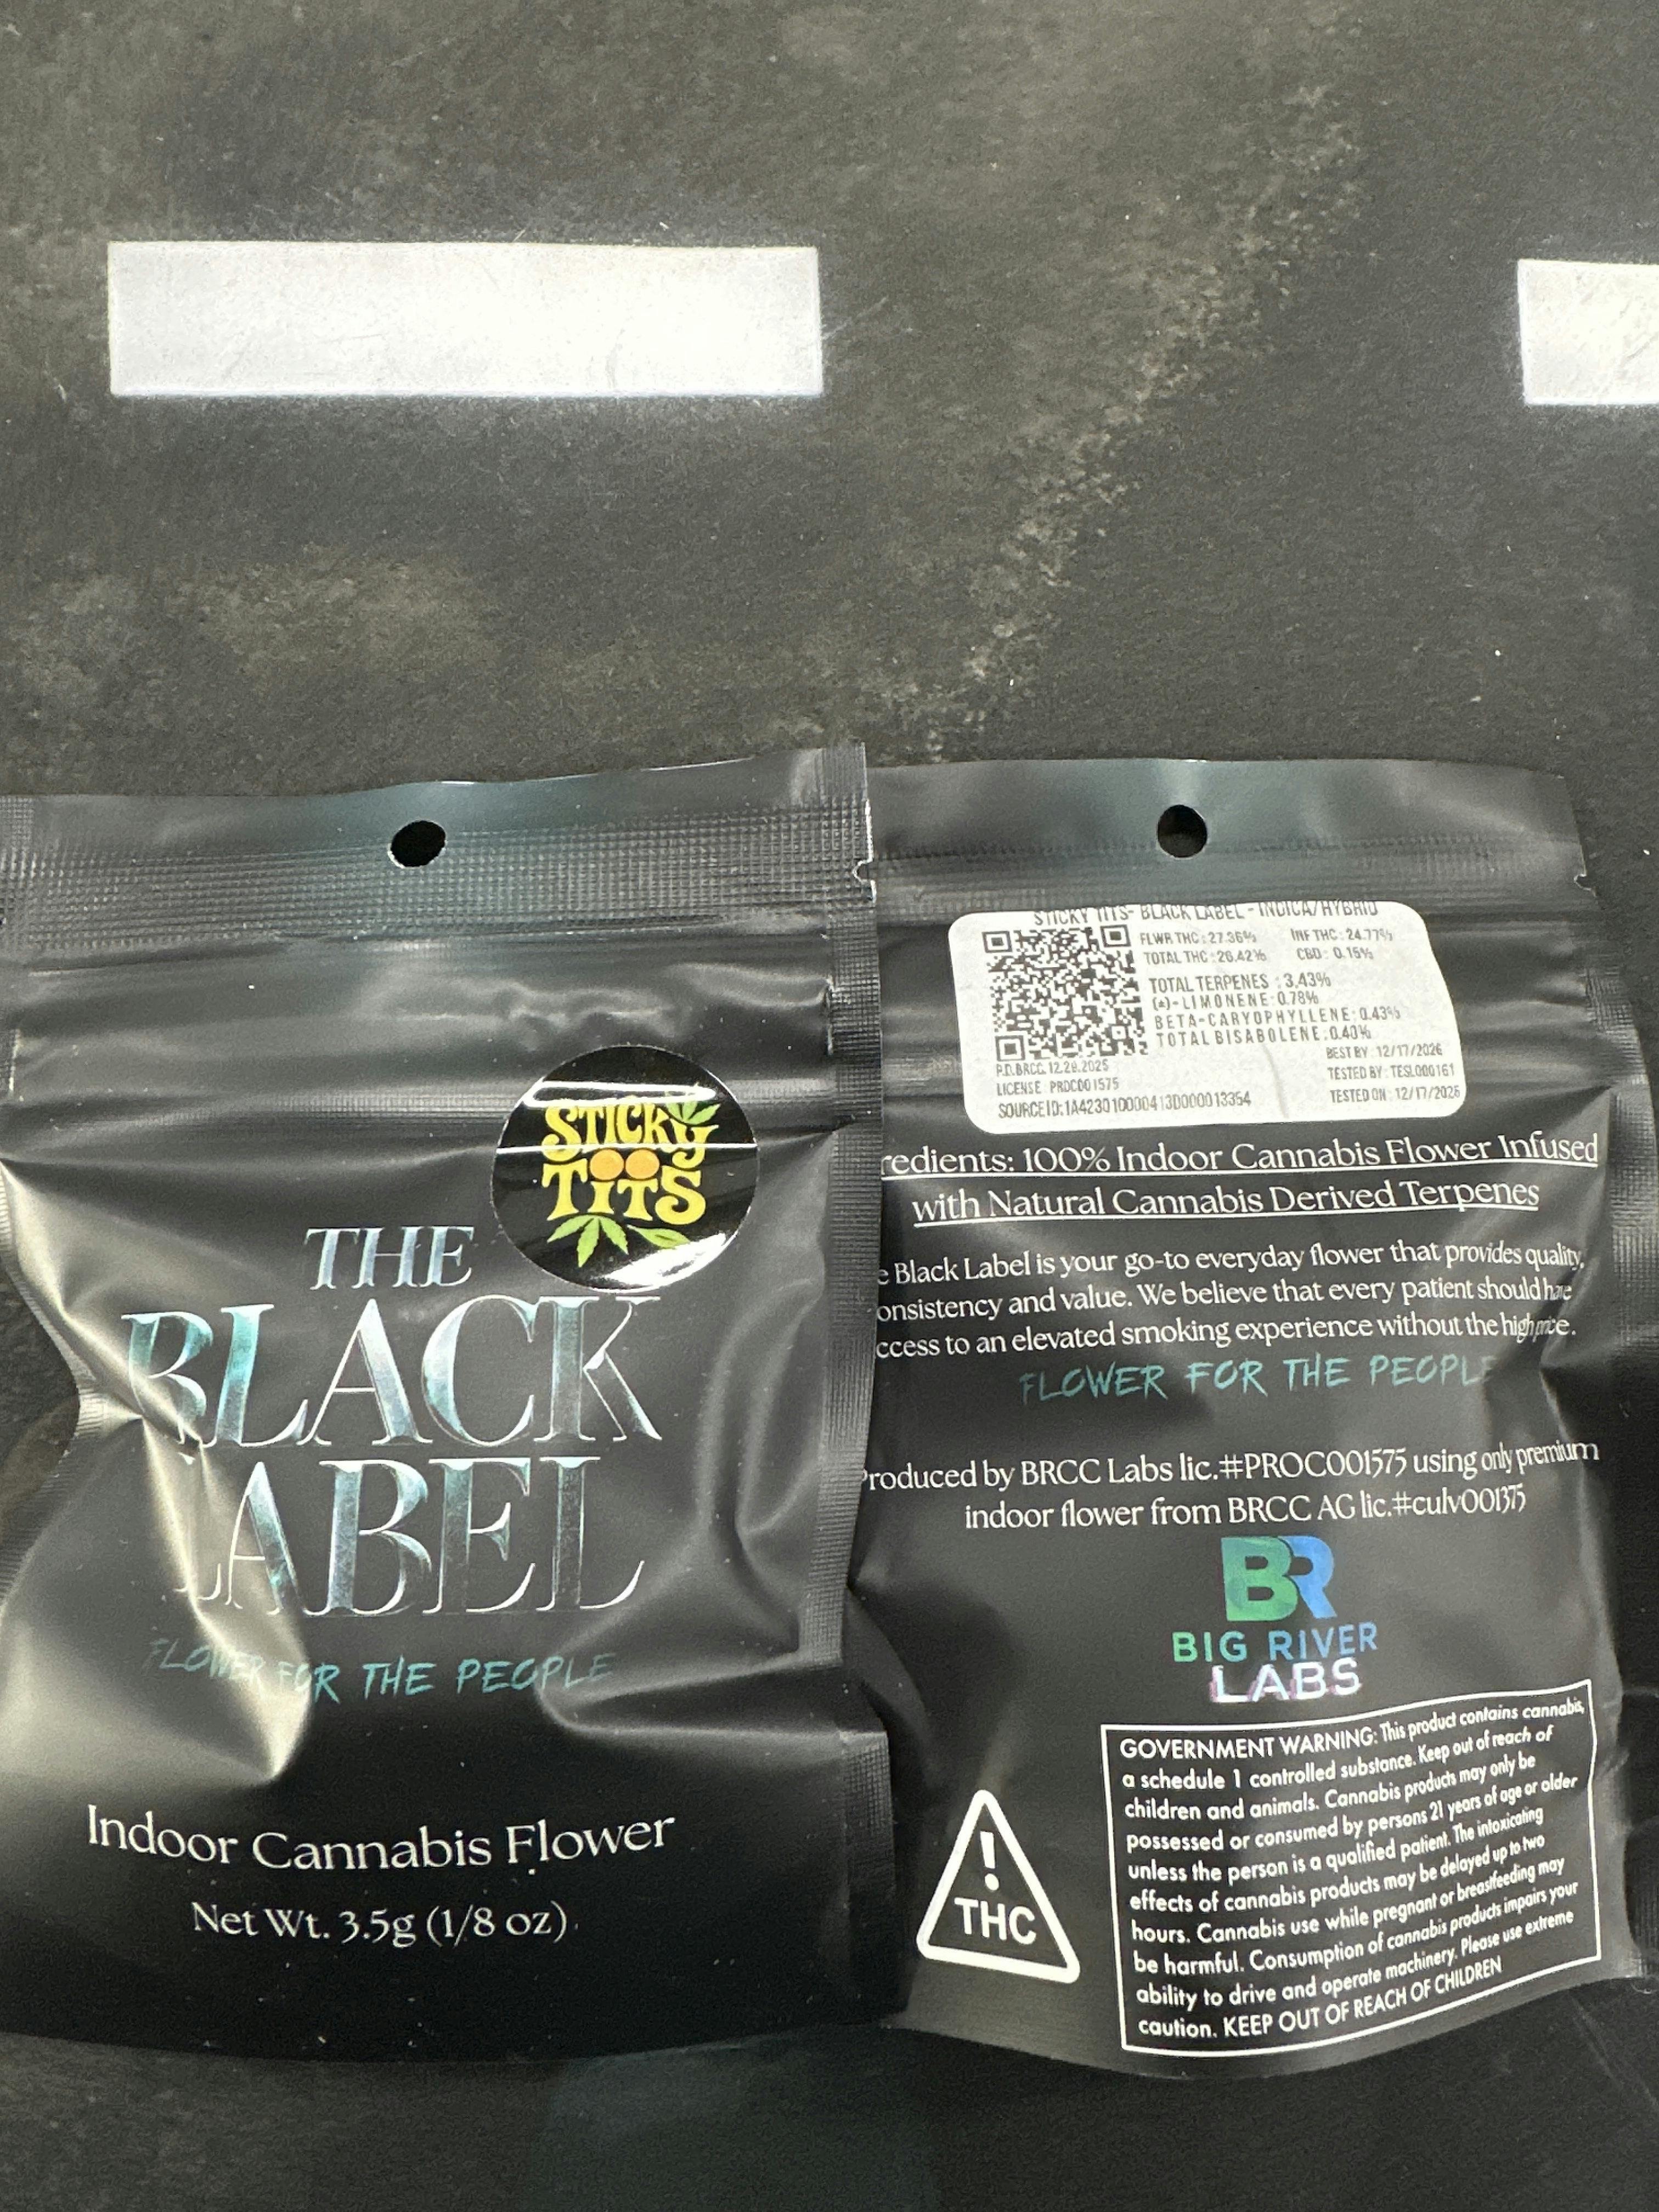 STICKY
TITS
THE
BLACK
LABEL
FLOWER FOR THE PEOPLE
Indoor Cannabis Flower
Net Wt. 3.5g (1/8 oz)
STICKY TITS- BLACK LABEL - INDICA/HYBRID
FLWR THC : 27.36% INF THC : 24.77%
TOTAL THC : 26.42% CBD : 0.15%
TOTAL TERPENES : 3.43%
(+)-LIMONENE: 0.78%
BETA-CARYOPHYLLENE: 0.43%
TOTAL BISABOLENE: 0.40%
BEST BY : 12/17/2026
P.D.BRCC. 12.29.2025
TESTED BY : TESL000161
LICENSE : PROC001575
TESTED ON : 12/17/2026
SOURCE ID: 1A4230100000413D000013354
redients: 100% Indoor Cannabis Flower Infused
with Natural Cannabis Derived Terpenes
e Black Label is your go-to everyday flower that provides quality,
onsistency and value. We believe that every patient should have
ccess to an elevated smoking experience without the high price.
FLOWER FOR THE PEOPLE
Produced by BRCC Labs lic.#PROC001575 using only premium
indoor flower from BRCC AG lic.#culv001375
BR
BIG RIVER
LABS
GOVERNMENT WARNING: This product contains cannabis,
a schedule 1 controlled substance. Keep out of reach of
children and animals. Cannabis products may only be
possessed or consumed by persons 21 years of age or older
unless the person is a qualified patient. The intoxicating
effects of cannabis products may be delayed up to two
hours. Cannabis use while pregnant or breastfeeding may
be harmful. Consumption of cannabis products impairs your
ability to drive and operate machinery. Please use extreme
caution. KEEP OUT OF REACH OF CHILDREN
!
THC